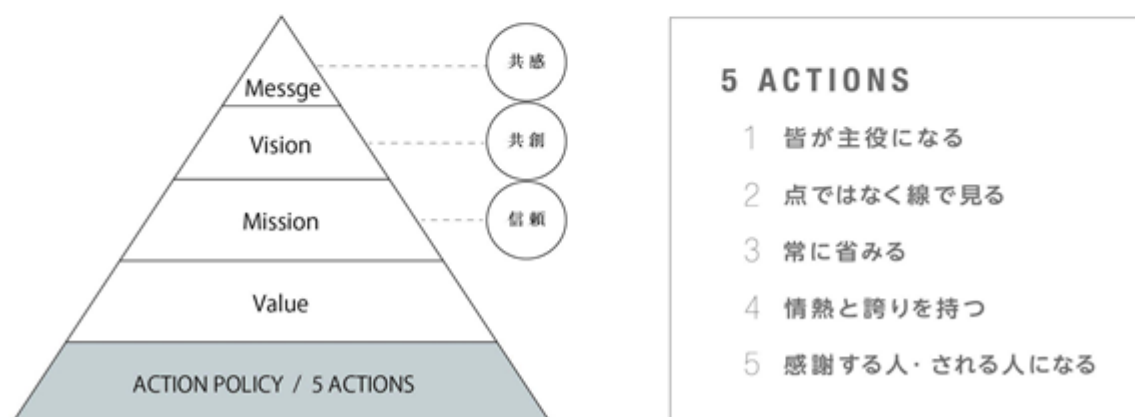 Messge
共感
Vision
共創
Mission
信頼
Value
ACTION POLICY / 5 ACTIONS
5 ACTIONS
1 皆が主役になる
2 点ではなく線で見る
3 常に省みる
4 情熱と誇りを持つ
5 感謝する人・される人になる